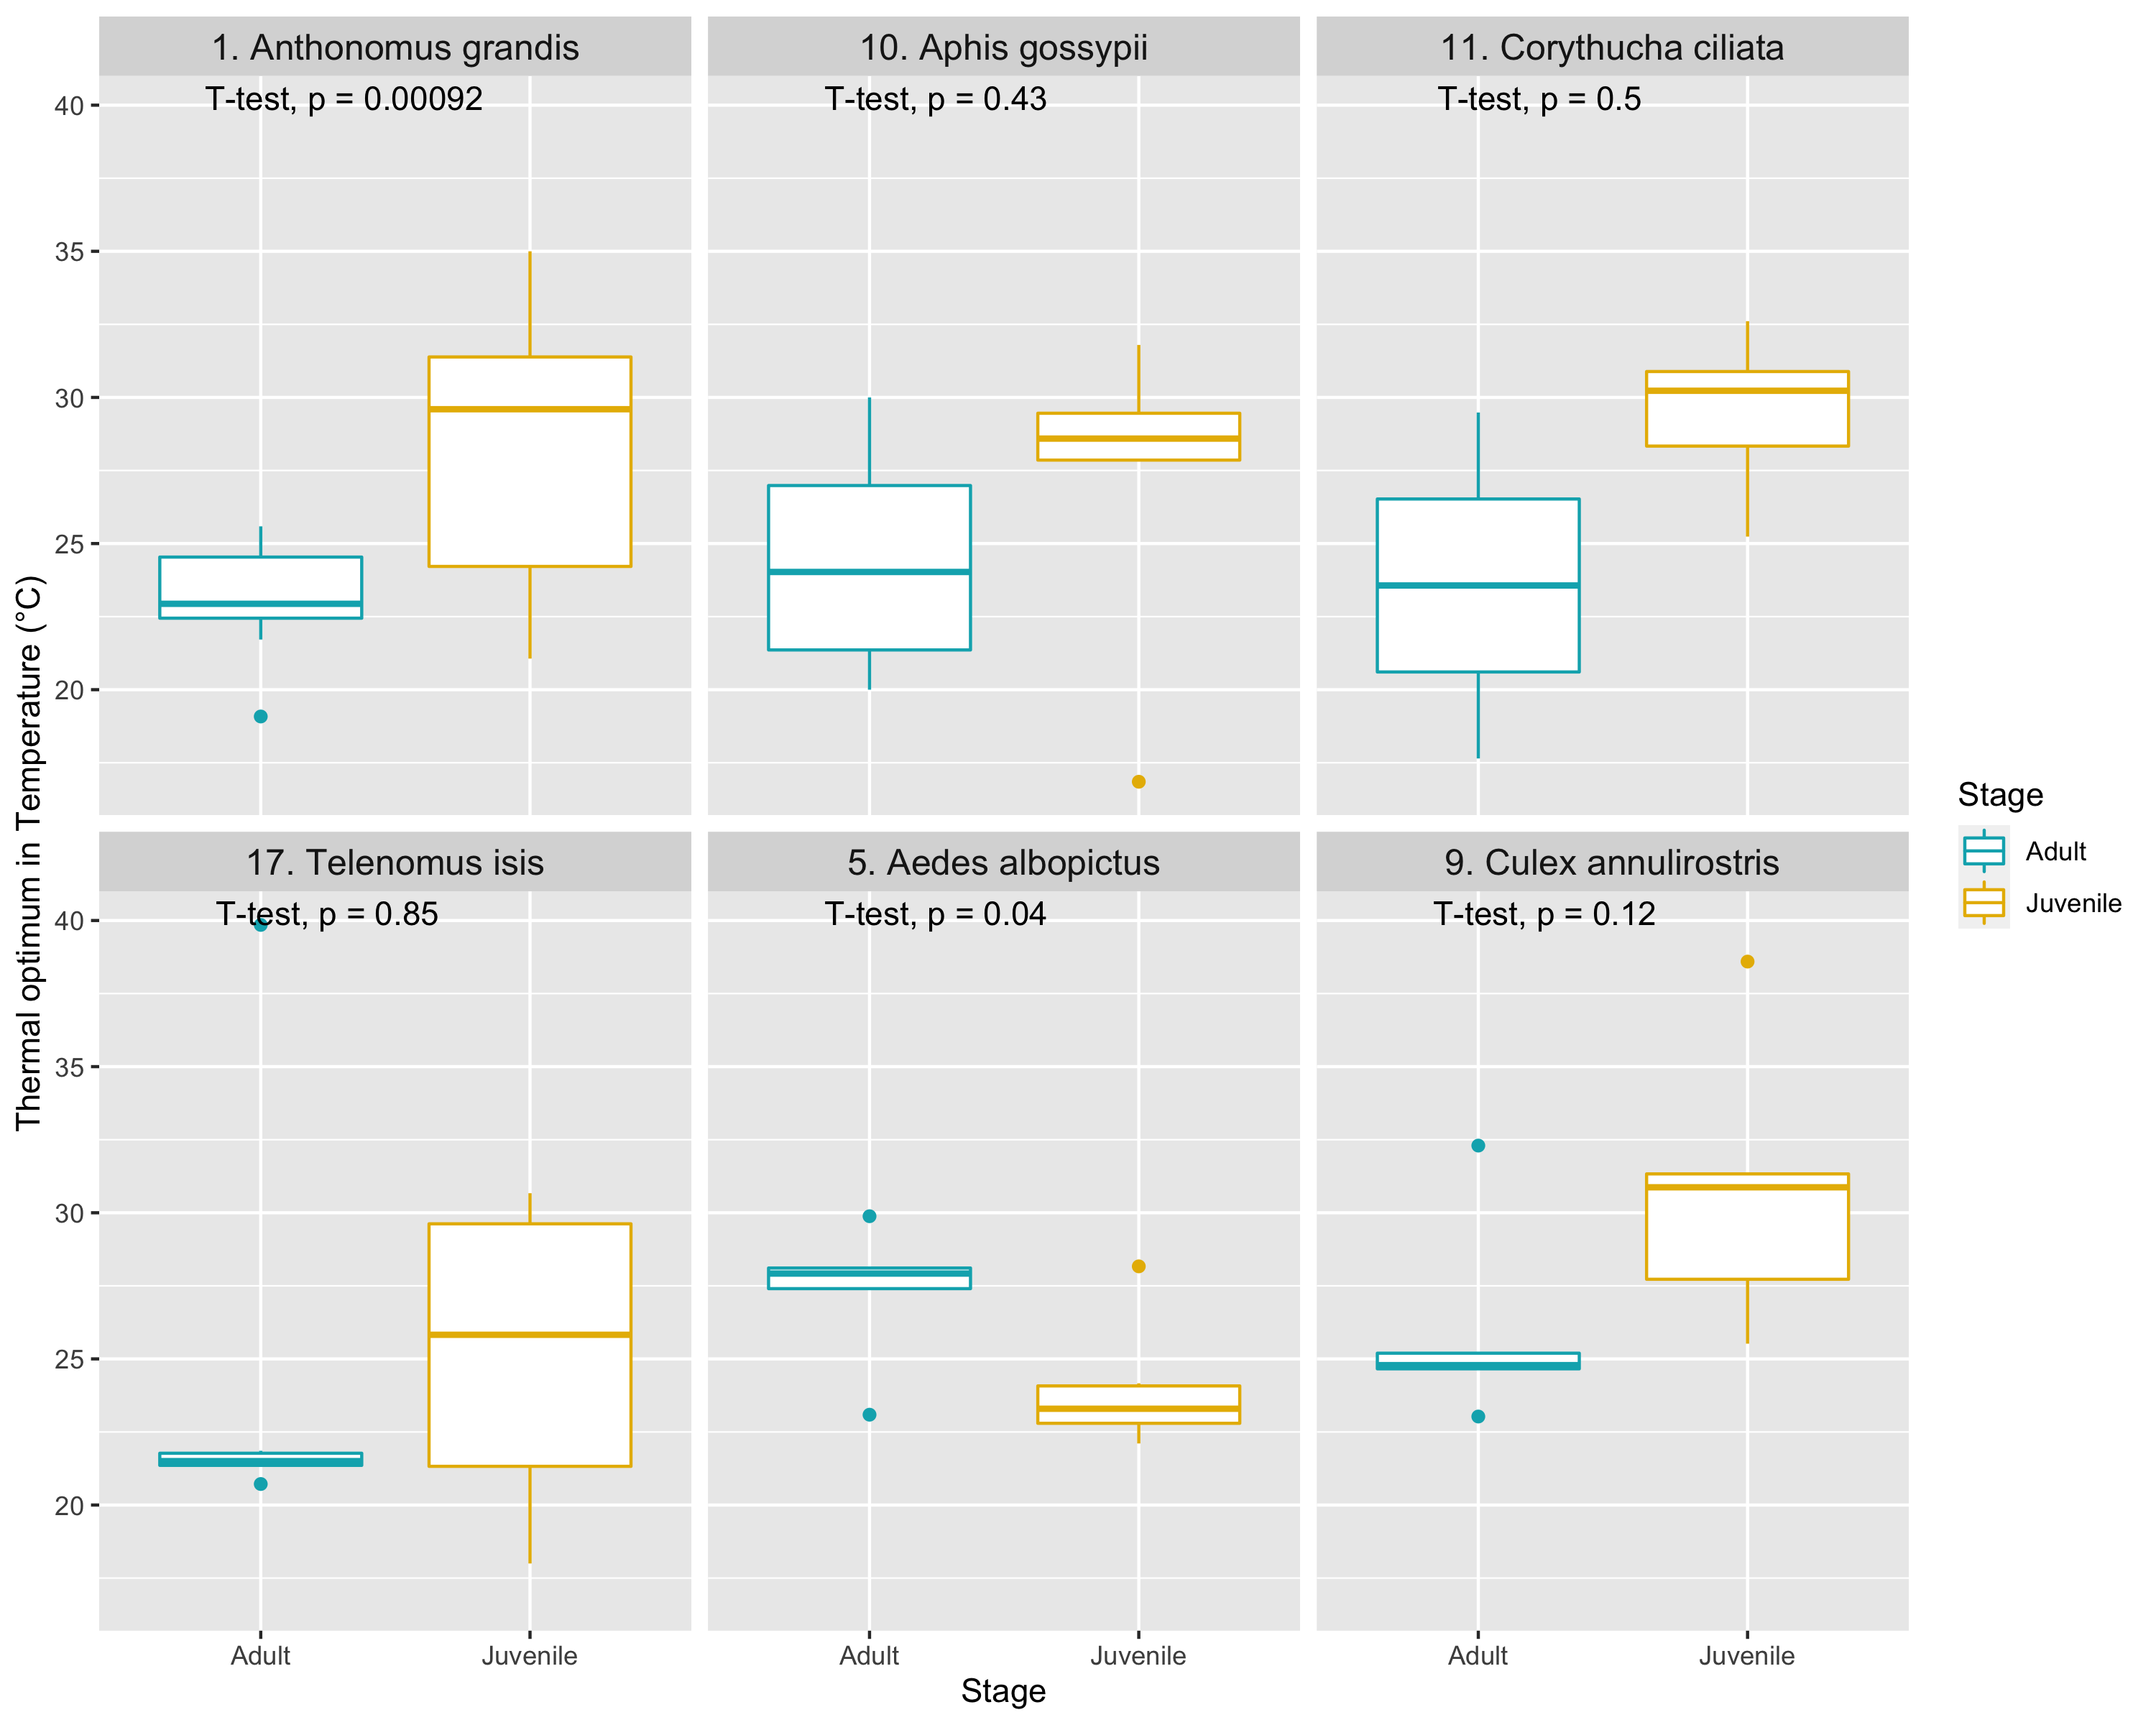 1. Anthonomus grandis
10. Aphis gossypii
11. Corythucha ciliata
T-test, p = 0.00092
T-test, p = 0.43
T-test, p = 0.5
40
35
30
25
20
17. Telenomus isis
5. Aedes albopictus
9. Culex annulirostris
T-test, p = 0.85
T-test, p = 0.04
T-test, p = 0.12
40
35
30
25
20
Adult
Juvenile
Adult
Juvenile
Adult
Juvenile
Stage
Thermal optimum in Temperature (°C)
Stage
Adult
Juvenile